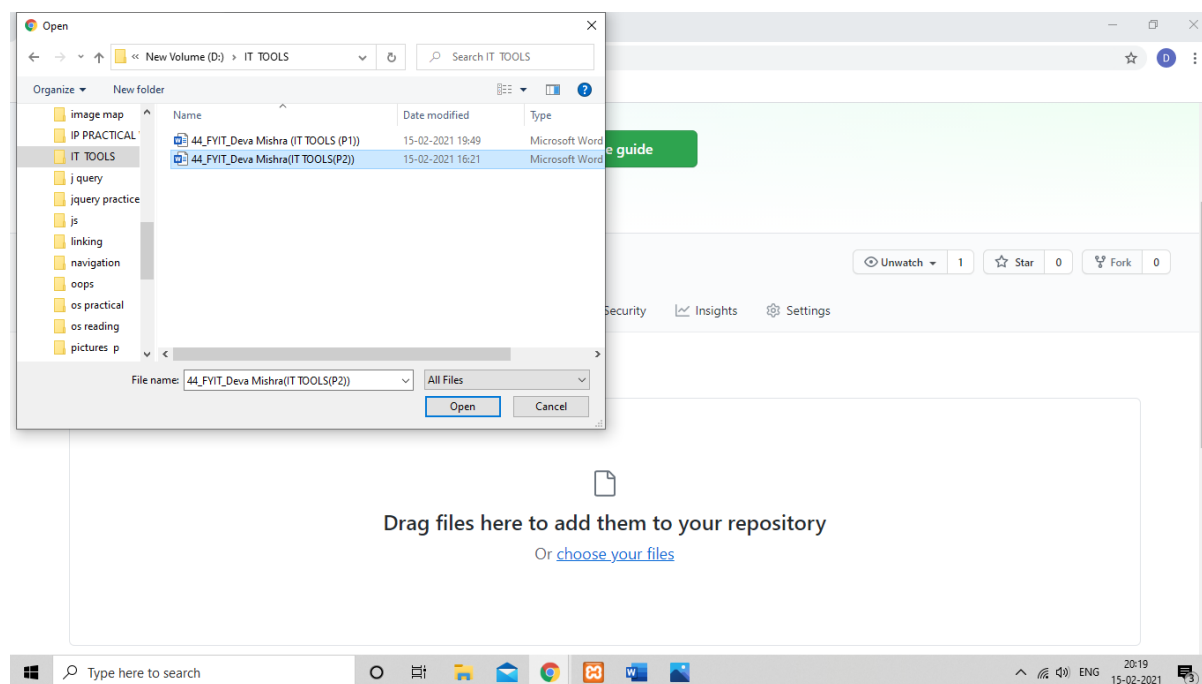 Open
« New Volume (D:) › IT TOOLS
Search IT TOOLS
D
Organize New folder
?
Name Date modified Type
image map
IP PRACTICAL
IT TOOLS
j query
jquery practice
js
linking
navigation
oops
os practical
os reading
pictures p
44_FYIT_Deva Mishra (IT TOOLS (P1)) 15-02-2021 19:49 Microsoft Word
44_FYIT_Deva Mishra(IT TOOLS(P2)) 15-02-2021 16:21 Microsoft Word
File name: 44_FYIT_Deva Mishra(IT TOOLS(P2)) All Files
Open Cancel
e guide
Unwatch 1 Star 0 Fork 0
Security Insights Settings
Drag files here to add them to your repository
Or choose your files
Type here to search
ENG
20:19
15-02-2021
3